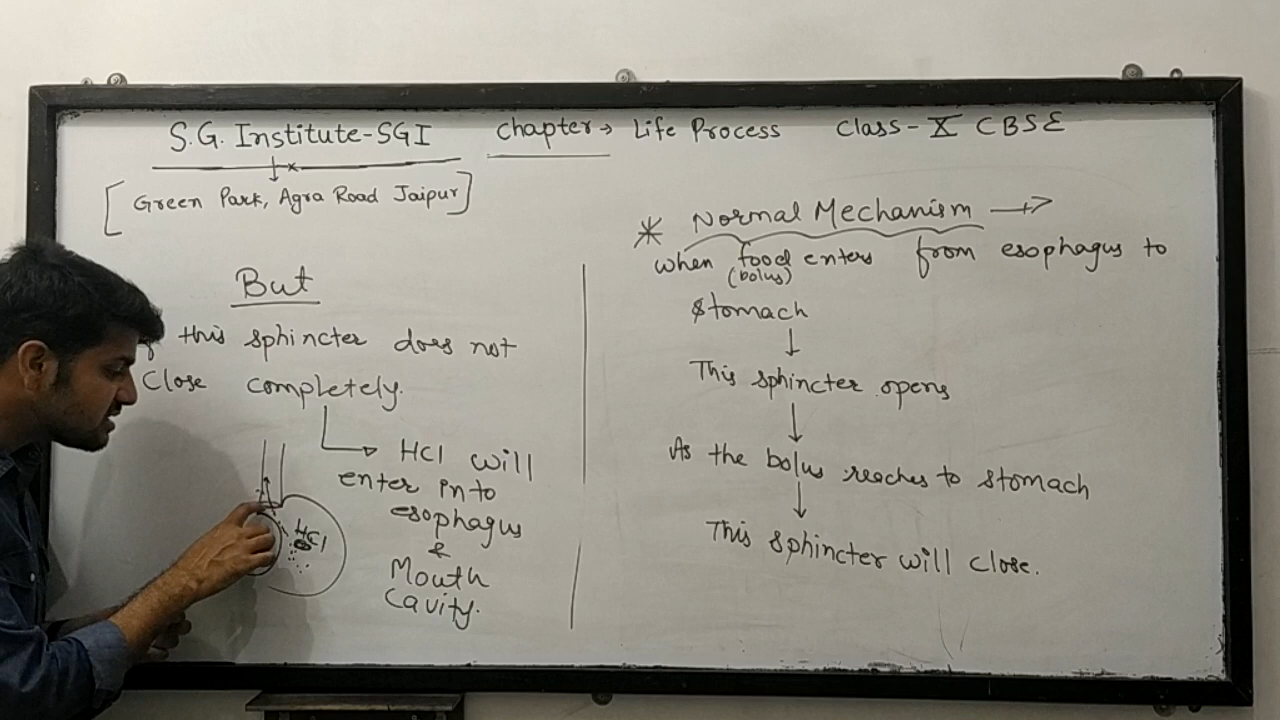 S.G. Institute-SGI
Chapter → Life Process
Class - X CBSE
[Green Park, Agra Road Jaipur]
But
this sphincter does not
Close completely.
HCl will
enter into
esophagus
&
Mouth
Cavity.
HCl
* Normal Mechanism →
when food enters from esophagus to
(bolus)
stomach
↓
This sphincter opens
↓
As the bolus reaches to stomach
↓
This sphincter will close.